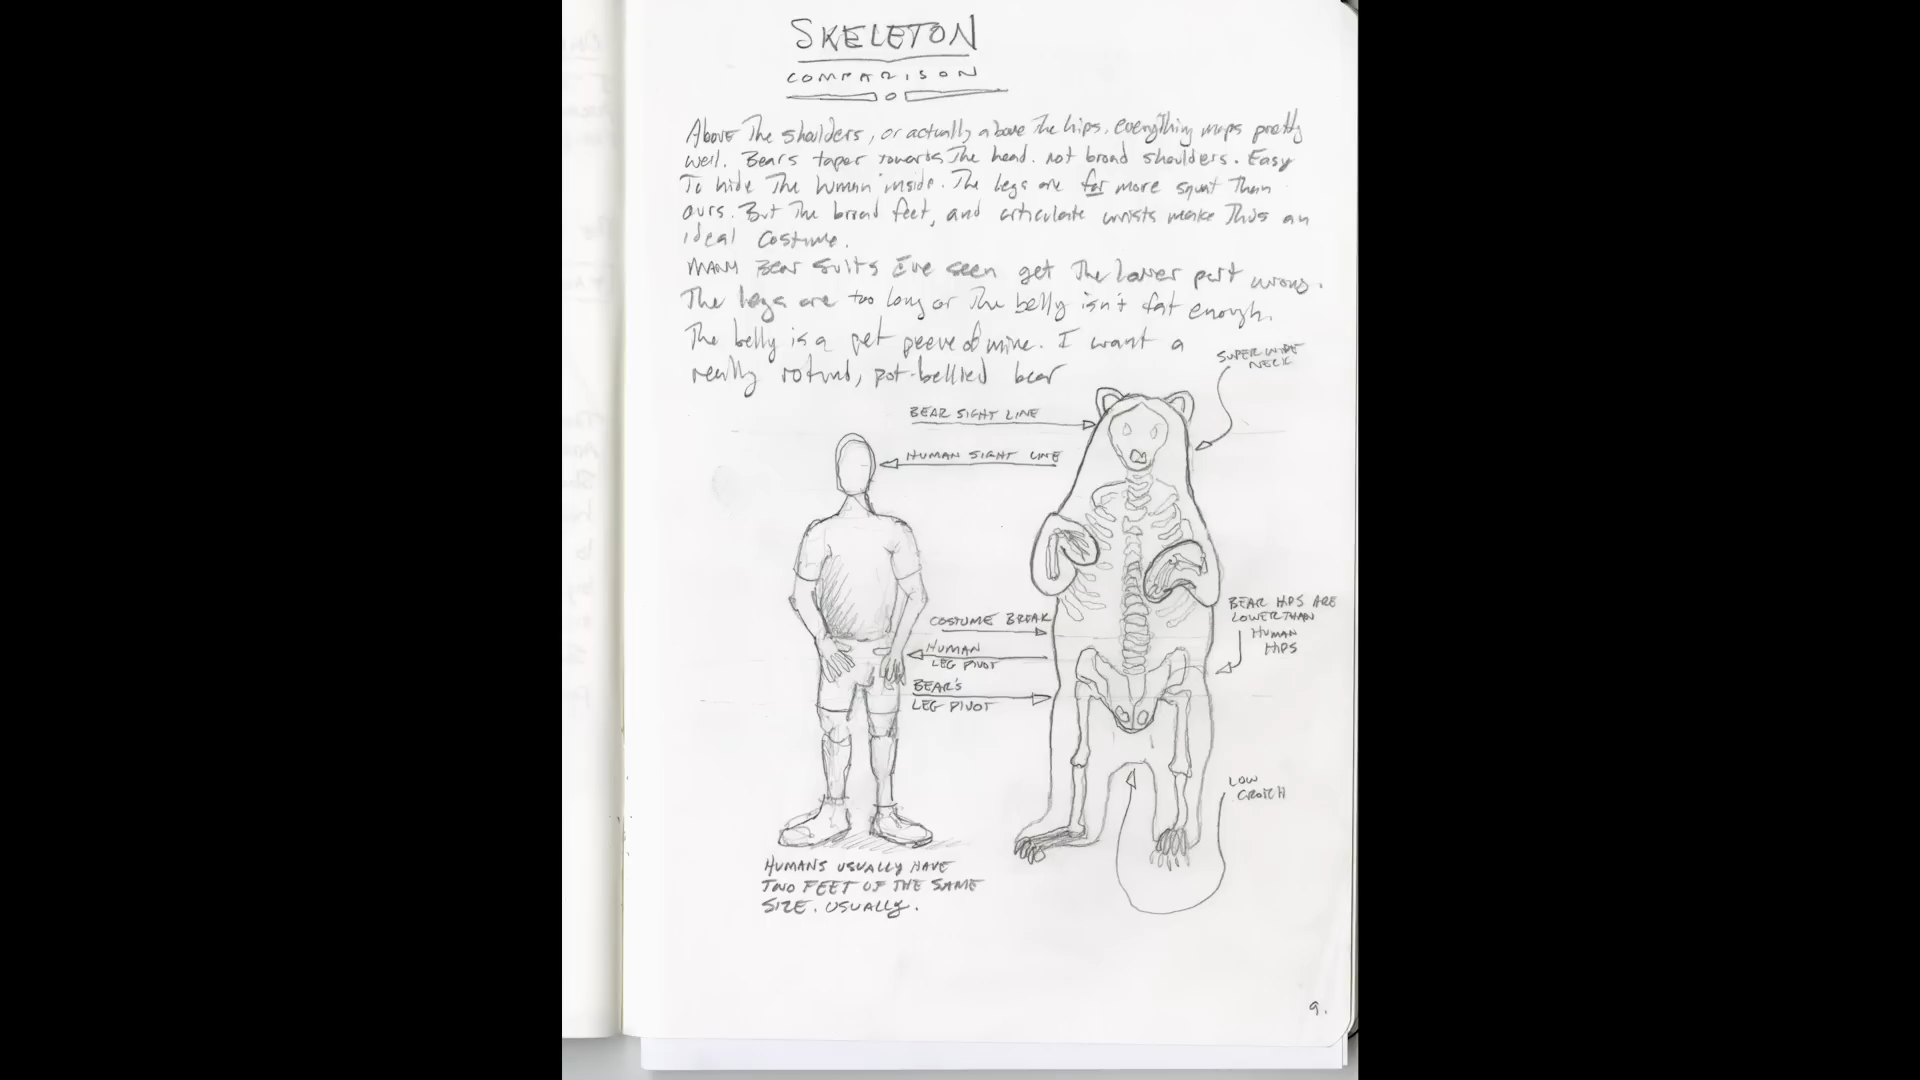 SKELETON
COMPARISON
Above The shoulders, or actually above The hips, everything maps pretty
well. Bears taper towards The head. not broad shoulders. Easy
To hide The human inside. The legs are far more squat Than
ours. But The broad feet, and articulate wrists make This an
ideal costume.
MANY Bear Suits I've seen get The lower part wrong.
The legs are too long or The belly isn't fat enough.
The belly is a pet peeve of mine. I want a
really rotund, pot-bellied bear
SUPER WIDE
NECK
BEAR SIGHT LINE
HUMAN SIGHT LINE
COSTUME BREAK
HUMAN
LEG PIVOT
BEAR'S
LEG PIVOT
BEAR HIPS ARE
LOWER THAN
HUMAN
HIPS
LOW
CROTCH
HUMANS USUALLY HAVE
TWO FEET OF THE SAME
SIZE. USUALLY.
9.